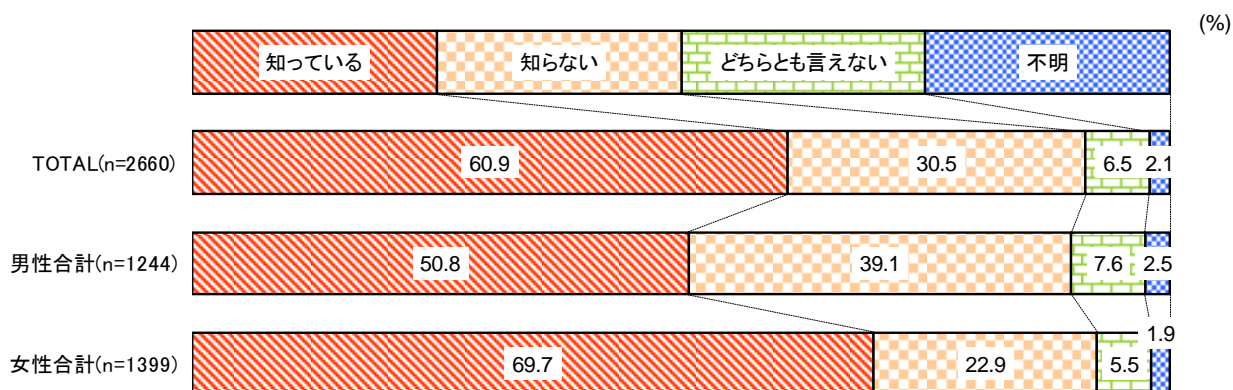 (%)
知っている 知らない どちらとも言えない 不明
TOTAL(n=2660) 60.9 30.5 6.5 2.1
男性合計(n=1244) 50.8 39.1 7.6 2.5
女性合計(n=1399) 69.7 22.9 5.5 1.9